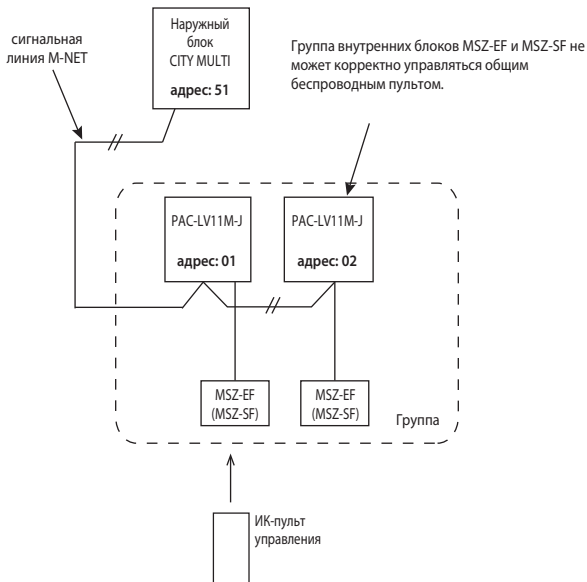 сигнальная
линия M-NET
Наружный
блок
CITY MULTI
адрес: 51
Группа внутренних блоков MSZ-EF и MSZ-SF не
может корректно управляться общим
беспроводным пультом.
PAC-LV11M-J
адрес: 01
PAC-LV11M-J
адрес: 02
MSZ-EF
(MSZ-SF)
MSZ-EF
(MSZ-SF)
Группа
ИК-пульт
управления